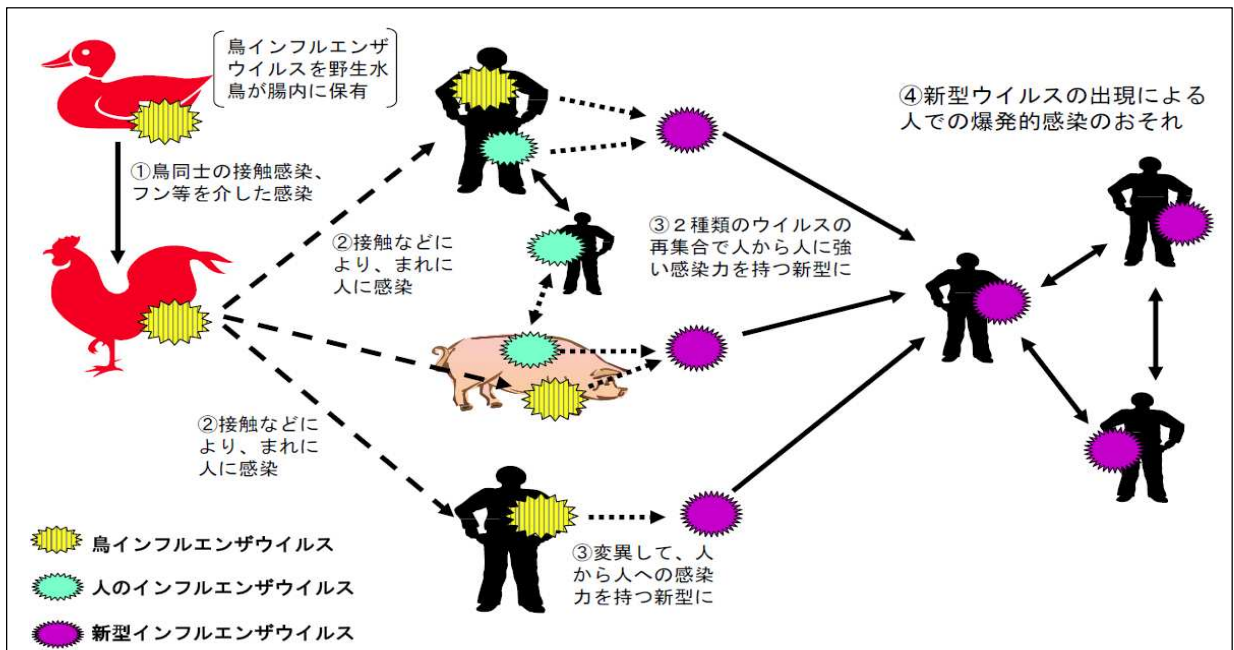 鳥インフルエンザ
ウイルスを野生水
鳥が腸内に保有
①鳥同士の接触感染、
フン等を介した感染
②接触などに
より、まれに
人に感染
②接触などに
より、まれに
人に感染
③２種類のウイルスの
再集合で人から人に強
い感染力を持つ新型に
③変異して、人
から人への感染
力を持つ新型に
④新型ウイルスの出現による
人での爆発的感染のおそれ
鳥インフルエンザウイルス
人のインフルエンザウイルス
新型インフルエンザウイルス